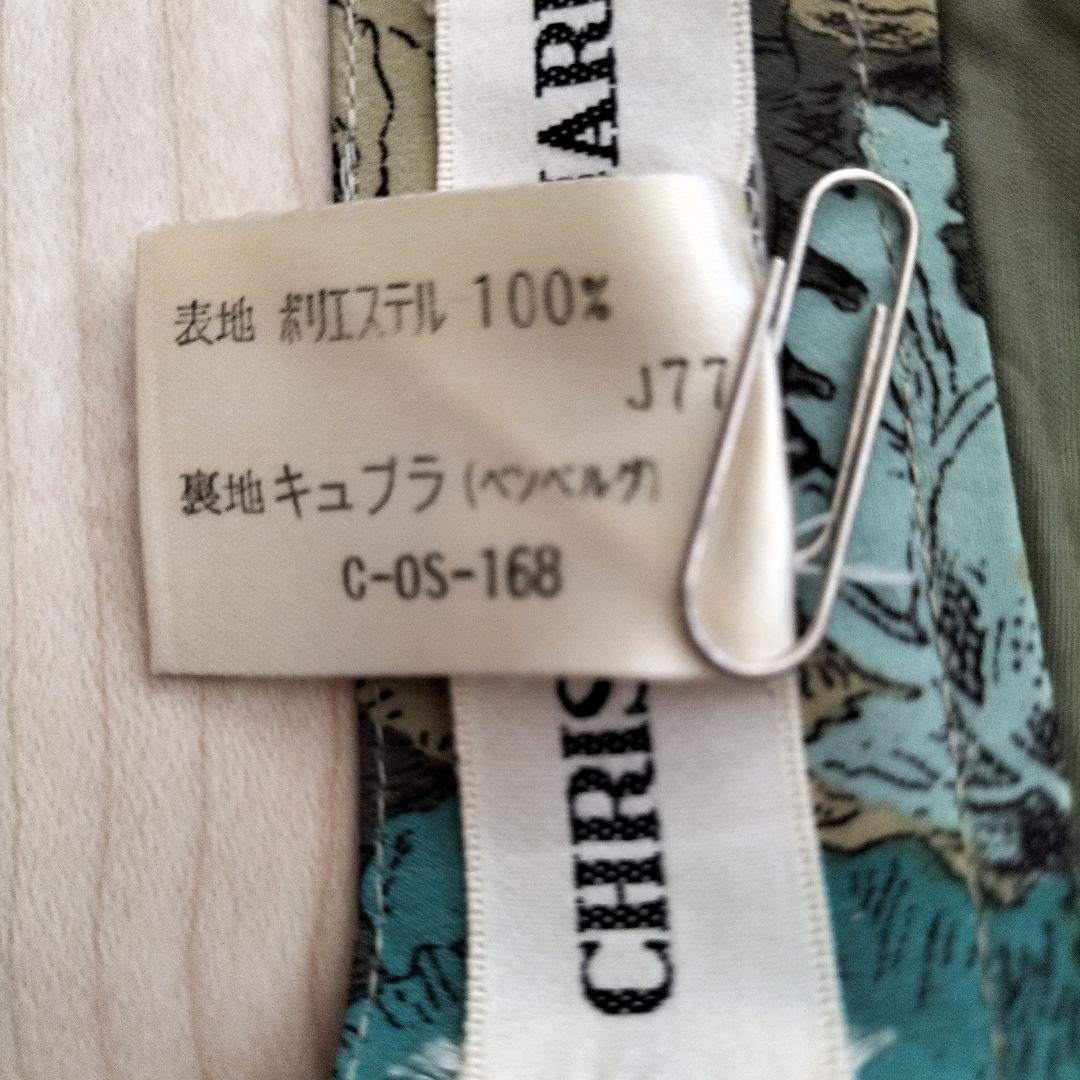 表地 ポリエステル 100%
J77
裏地キュプラ(ベンベルグ)
C-OS-168
CHRIS